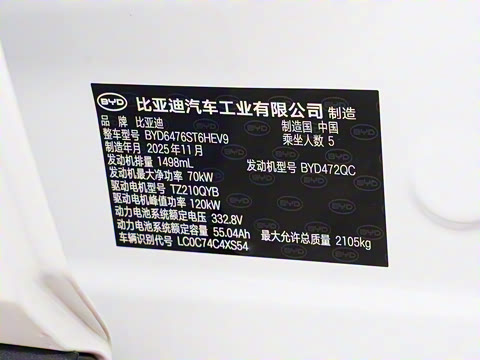 BYD 比亚迪汽车工业有限公司 制造
品 牌 比亚迪 制造国 中国
整车型号 BYD6476ST6HEV9 乘坐人数 5
制造年月 2025年11月
发动机排量 1498mL 发动机型号 BYD472QC
发动机最大净功率 70kW
驱动电机型号 TZ210QYB
驱动电机峰值功率 120kW
动力电池系统额定电压 332.8V
动力电池系统额定容量 55.04Ah 最大允许总质量 2105kg
车辆识别代号 LC0C74C4XS54